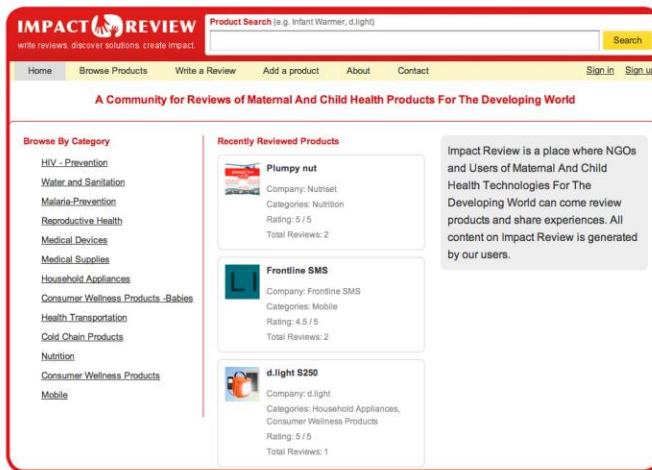 IMPACT REVIEW
write reviews. discover solutions. create impact.
Product Search (e.g. Infant Warmer, d.light)
Search
Home Browse Products Write a Review Add a product About Contact Sign in Sign up
A Community for Reviews of Maternal And Child Health Products For The Developing World
Browse By Category
HIV - Prevention
Water and Sanitation
Malaria-Prevention
Reproductive Health
Medical Devices
Medical Supplies
Household Appliances
Consumer Wellness Products -Babies
Health Transportation
Cold Chain Products
Nutrition
Consumer Wellness Products
Mobile
Recently Reviewed Products
Plumpy nut
Company: Nutriset
Categories: Nutrition
Rating: 5 / 5
Total Reviews: 2
LI
Frontline SMS
Company: Frontline SMS
Categories: Mobile
Rating: 4.5 / 5
Total Reviews: 2
d.light S250
Company: d.light
Categories: Household Appliances,
Consumer Wellness Products
Rating: 5 / 5
Total Reviews: 1
Impact Review is a place where NGOs
and Users of Maternal And Child
Health Technologies For The
Developing World can come review
products and share experiences. All
content on Impact Review is generated
by our users.